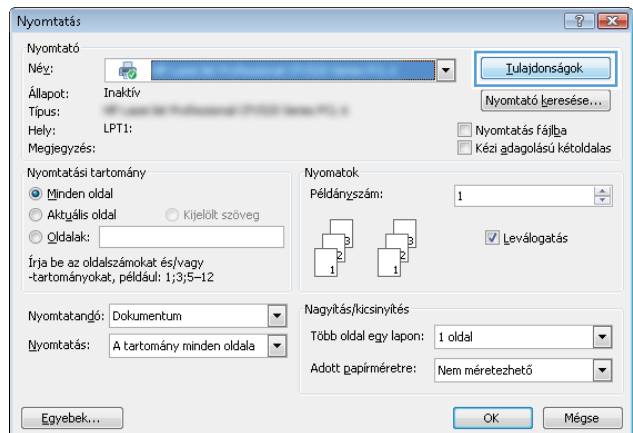 Nyomtatás
Nyomtató
Név:
Tulajdonságok
Állapot: Inaktív
Nyomtató keresése...
Típus:
Hely: LPT1:
Nyomtatás fájlba
Megjegyzés:
Kézi adagolású kétoldalas
Nyomtatási tartomány
Minden oldal
Aktuális oldal
Kijelölt szöveg
Oldalak:
Írja be az oldalszámokat és/vagy
-tartományokat, például: 1;3;5–12
Nyomatok
Példányszám: 1
3 3
2 2
1 1
Leválogatás
Nyomtatandó: Dokumentum
Nyomtatás: A tartomány minden oldala
Nagyítás/kicsinyítés
Több oldal egy lapon: 1 oldal
Adott papírméretre: Nem méretezhető
Egyebek...
OK
Mégse